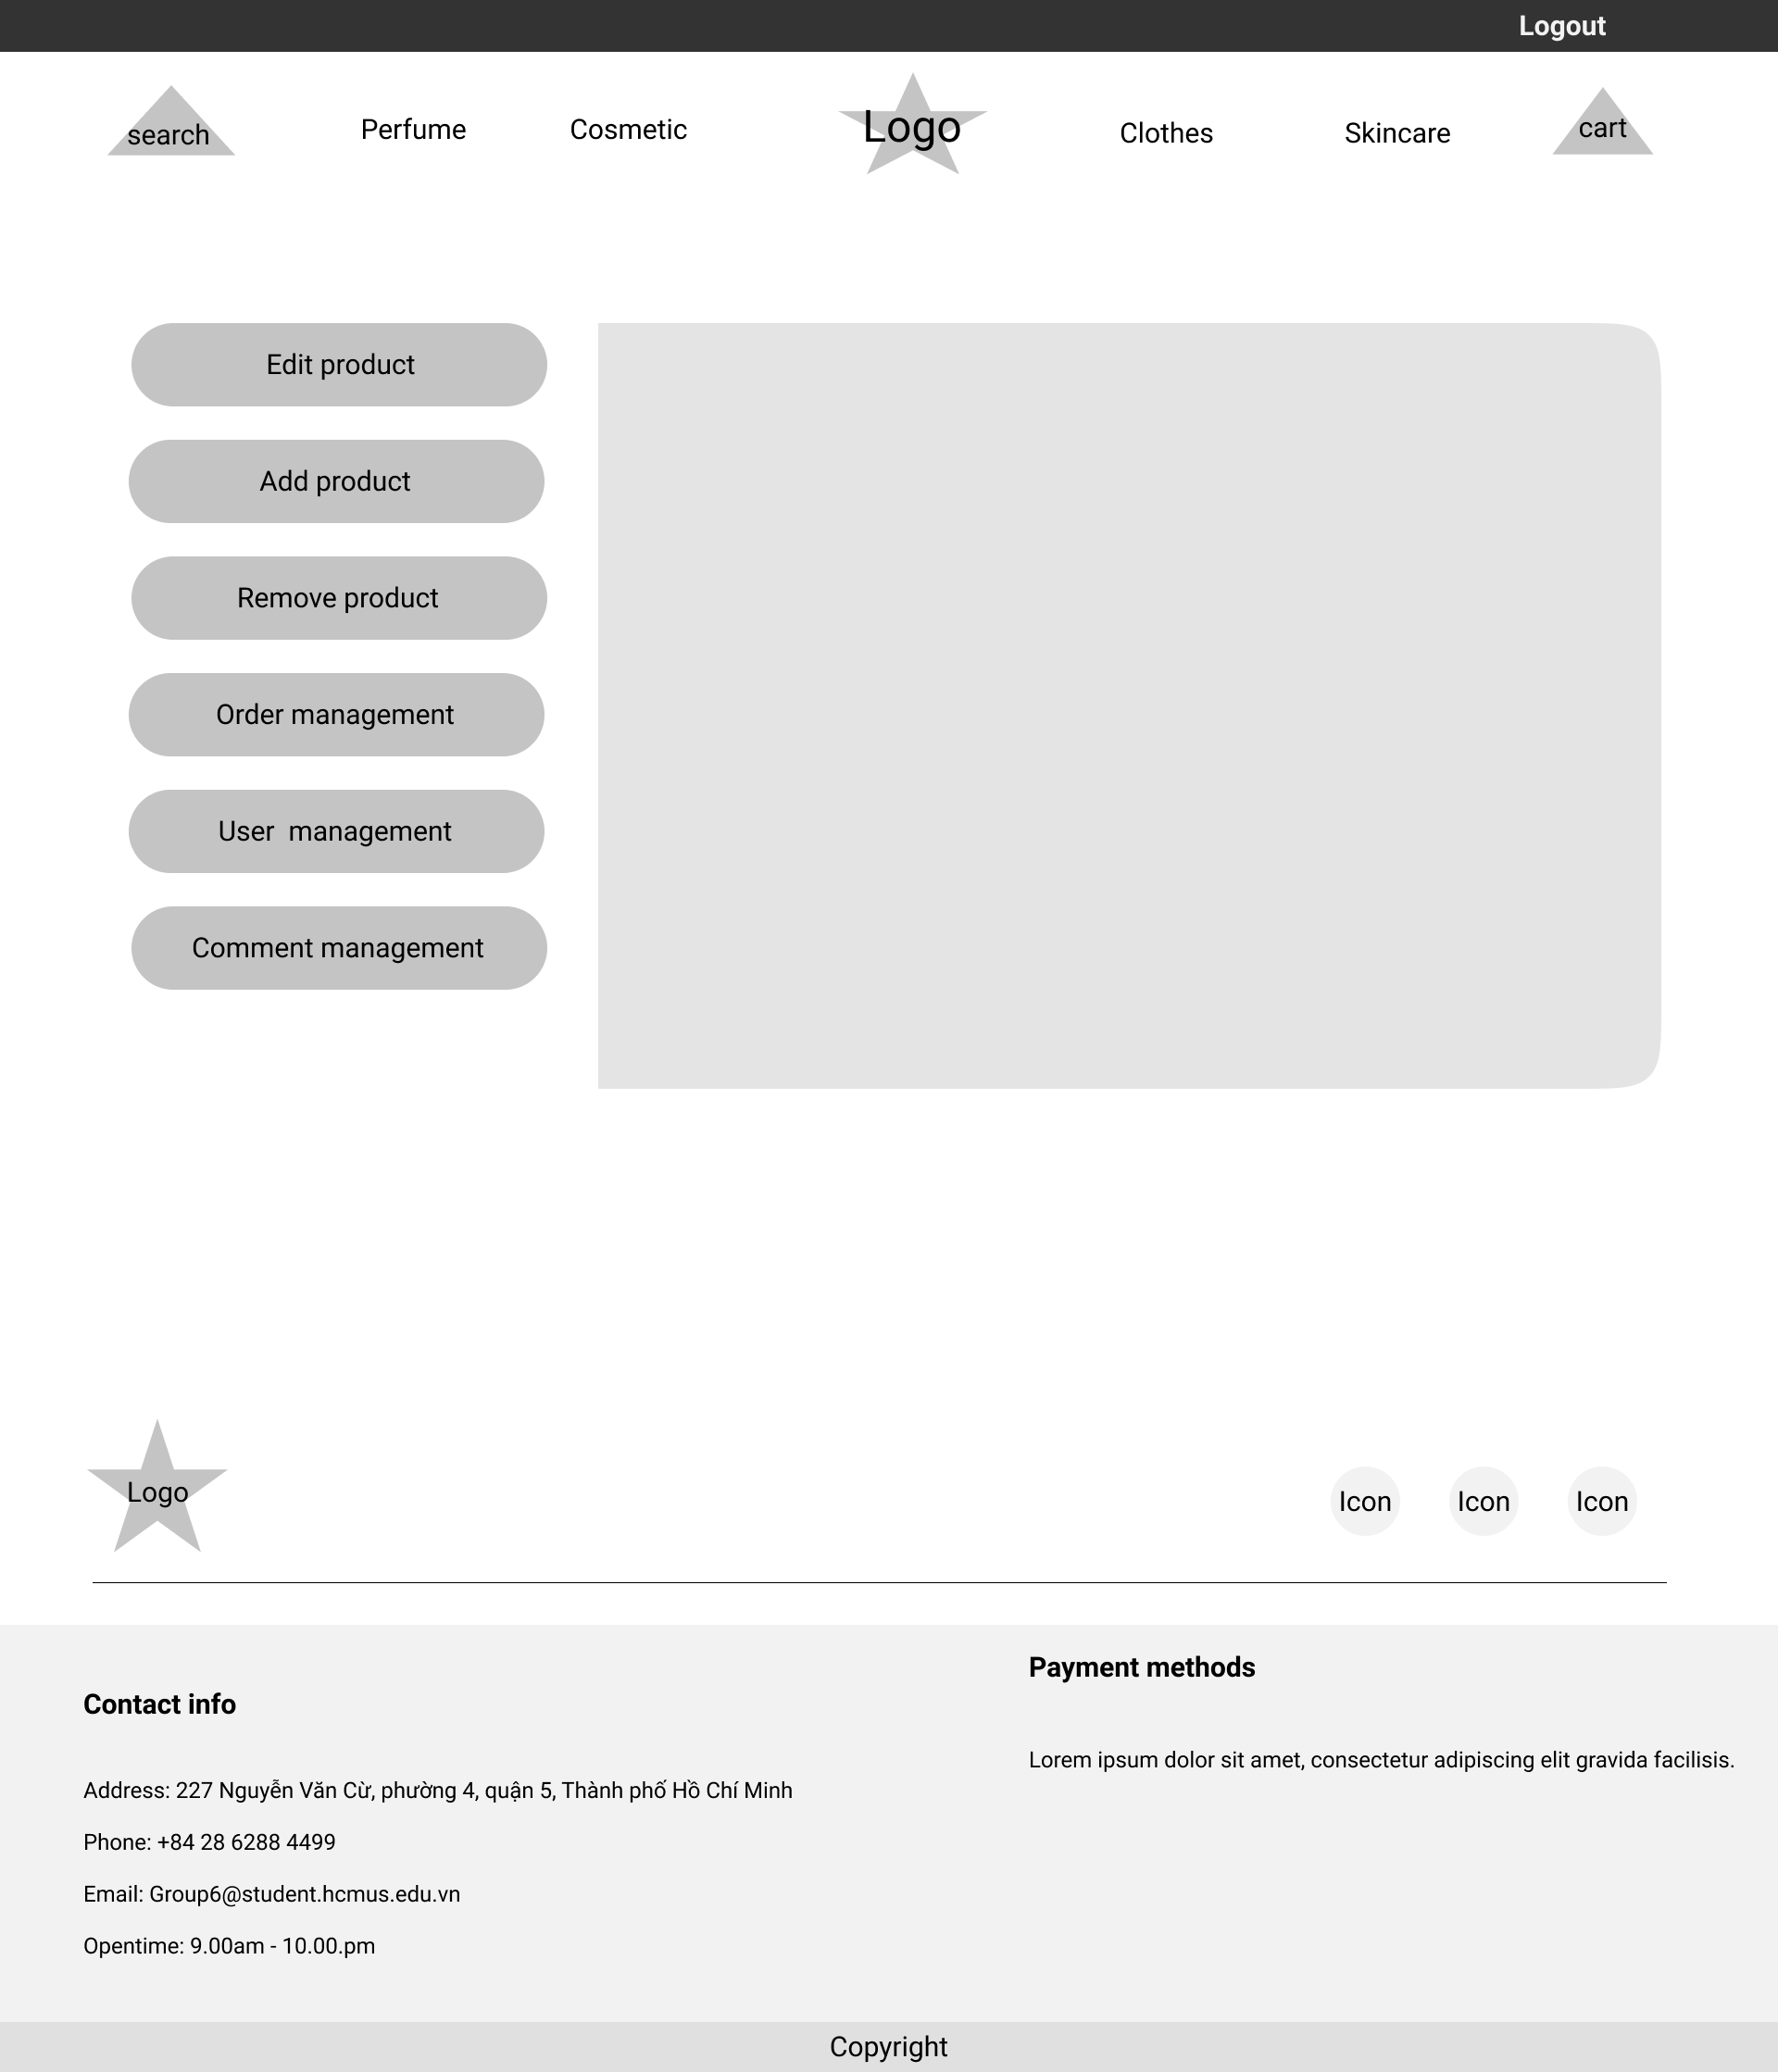 Logout
search
Perfume
Cosmetic
Logo
Clothes
Skincare
cart
Edit product
Add product
Remove product
Order management
User  management
Comment management
Logo
Icon
Icon
Icon
Contact info
Address: 227 Nguyễn Văn Cừ, phường 4, quận 5, Thành phố Hồ Chí Minh
Phone: +84 28 6288 4499
Email: Group6@student.hcmus.edu.vn
Opentime: 9.00am - 10.00.pm
Payment methods
Lorem ipsum dolor sit amet, consectetur adipiscing elit gravida facilisis.
Copyright